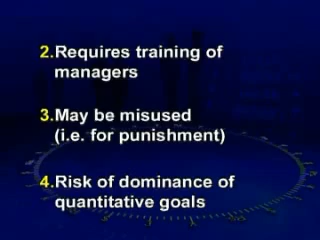 2.Requires training of
managers
3.May be misused
(i.e. for punishment)
4.Risk of dominance of
quantitative goals